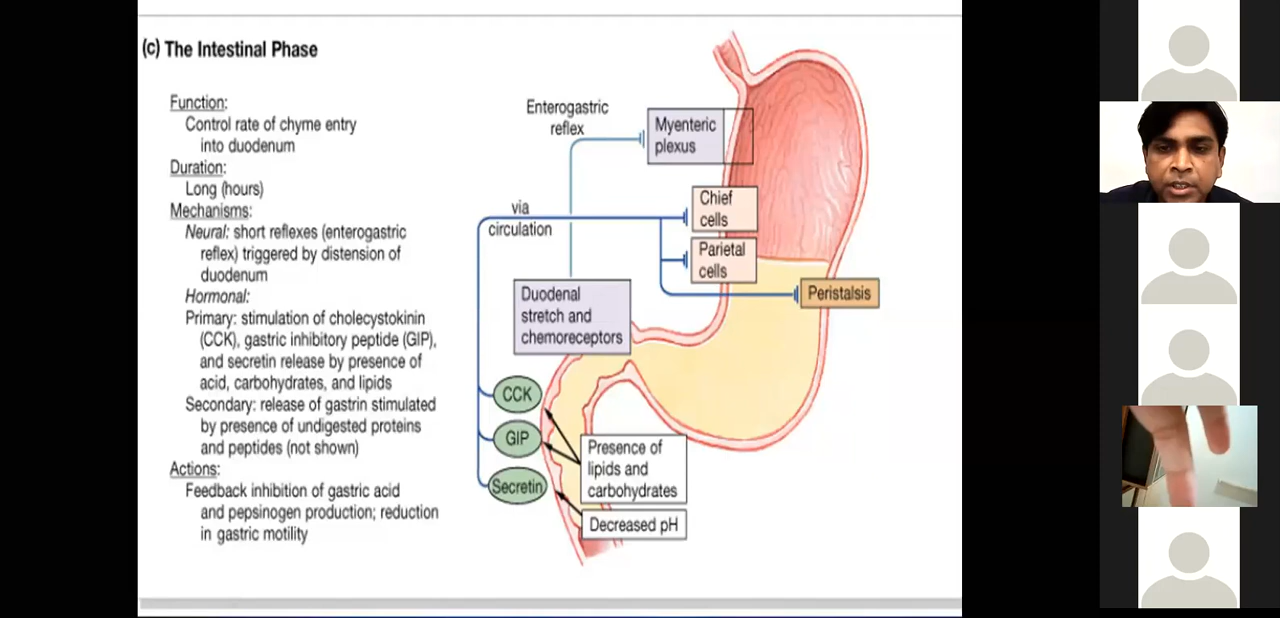 (c) The Intestinal Phase
Function:
Control rate of chyme entry
into duodenum
Duration:
Long (hours)
Mechanisms:
Neural: short reflexes (enterogastric
reflex) triggered by distension of
duodenum
Hormonal:
Primary: stimulation of cholecystokinin
(CCK), gastric inhibitory peptide (GIP),
and secretin release by presence of
acid, carbohydrates, and lipids
Secondary: release of gastrin stimulated
by presence of undigested proteins
and peptides (not shown)
Actions:
Feedback inhibition of gastric acid
and pepsinogen production; reduction
in gastric motility
Enterogastric
reflex
Myenteric
plexus
via
circulation
Chief
cells
Parietal
cells
Peristalsis
Duodenal
stretch and
chemoreceptors
CCK
GIP
Secretin
Presence of
lipids and
carbohydrates
Decreased pH